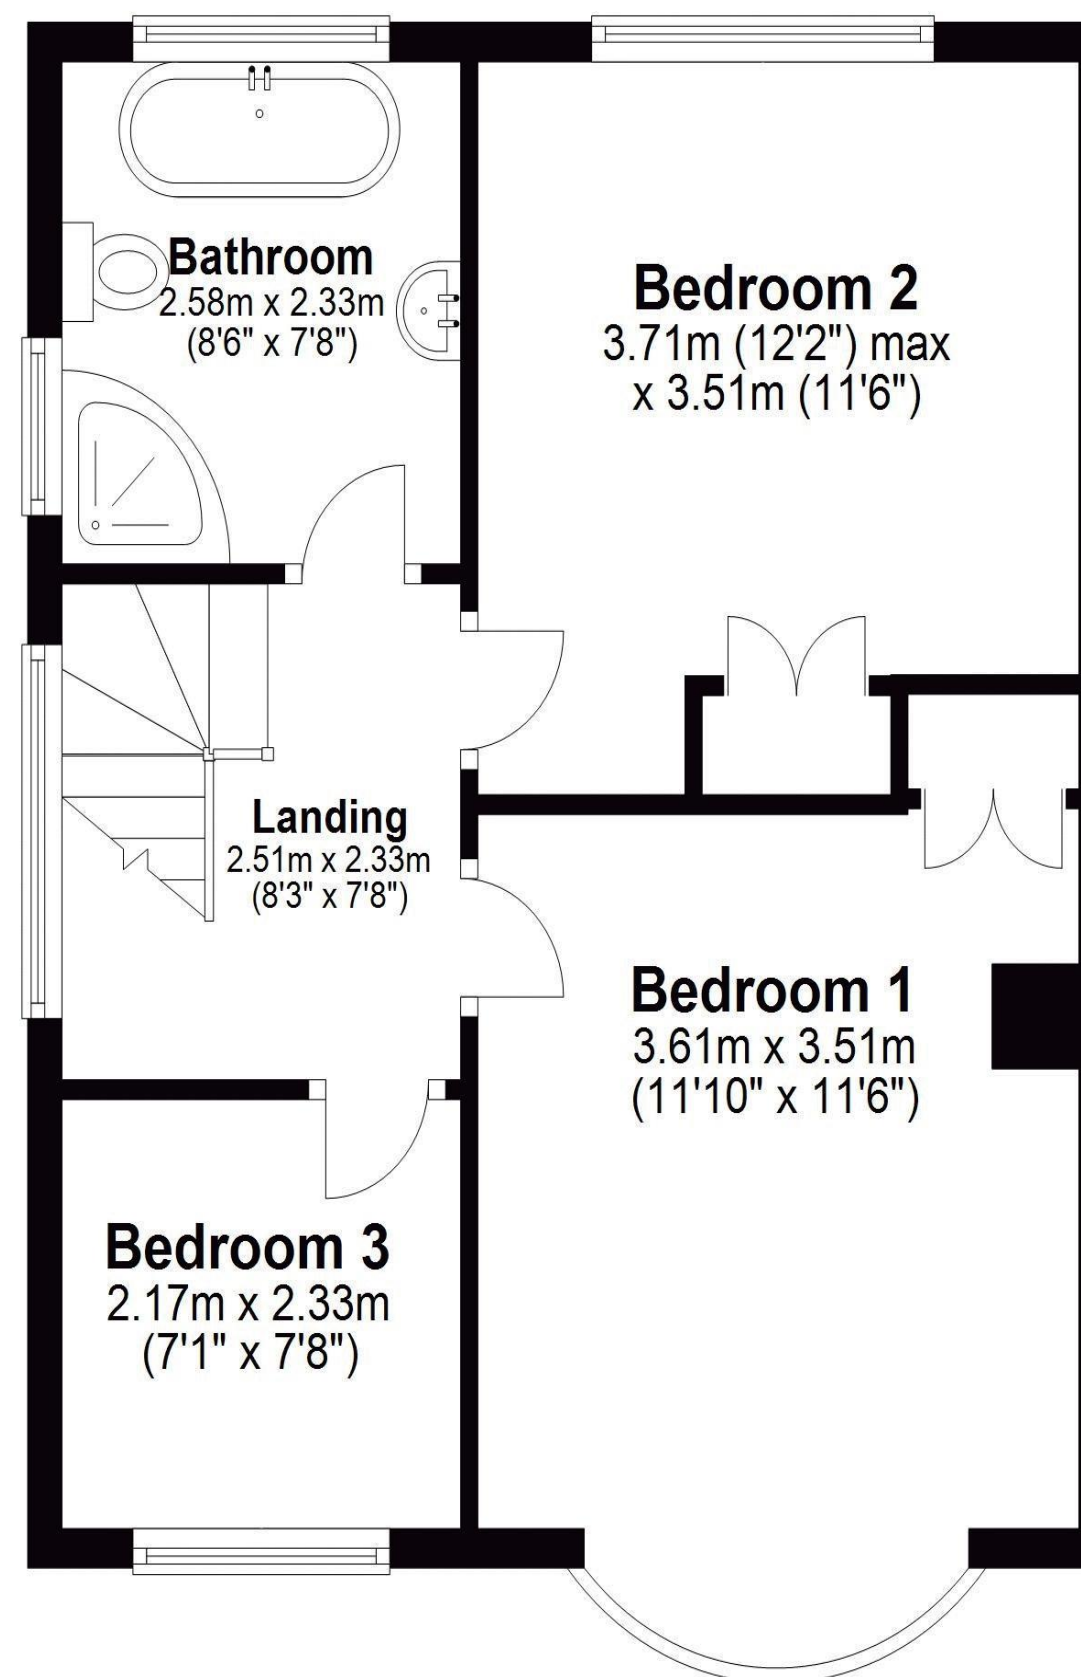 Bathroom
2.58m x 2.33m
(8'6" x 7'8")
Bedroom 2
3.71m (12'2") max
x 3.51m (11'6")
Landing
2.51m x 2.33m
(8'3" x 7'8")
Bedroom 1
3.61m x 3.51m
(11'10" x 11'6")
Bedroom 3
2.17m x 2.33m
(7'1" x 7'8")